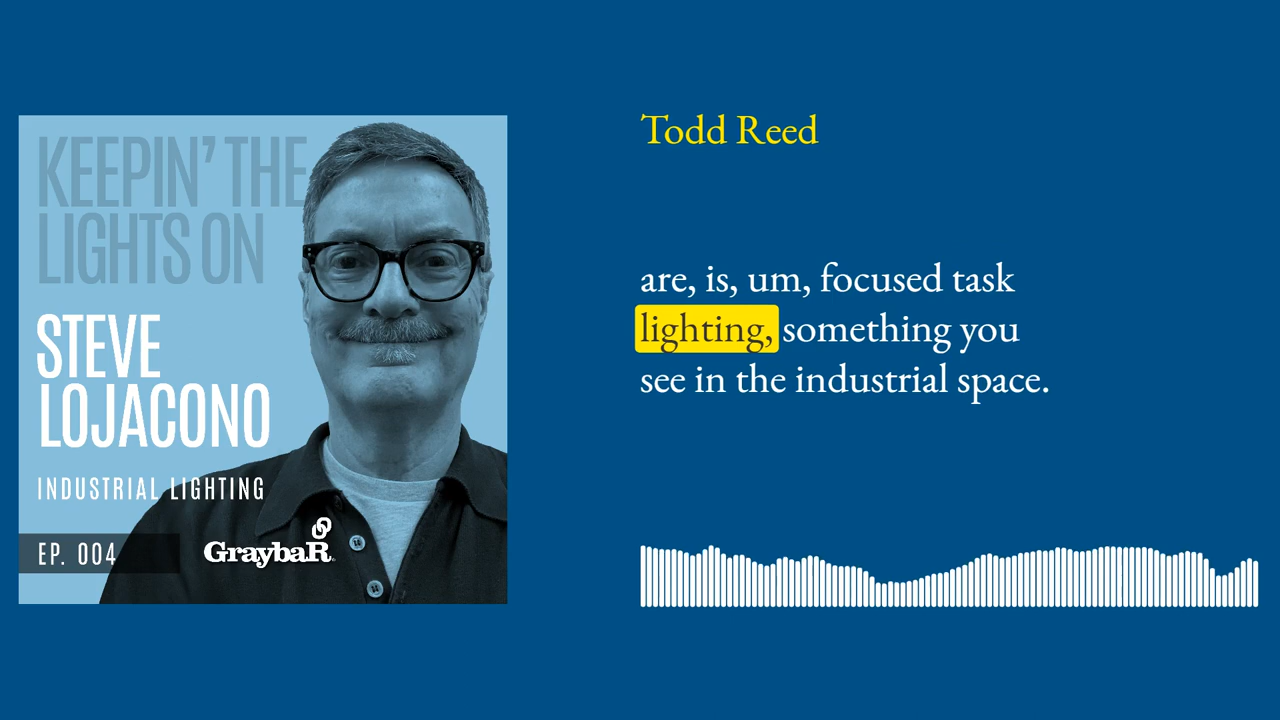 KEEPIN' THE
LIGHTS ON
STEVE
LOJACONO
INDUSTRIAL LIGHTING
EP. 004
GraybaR
Todd Reed
are, is, um, focused task
lighting, something you
see in the industrial space.